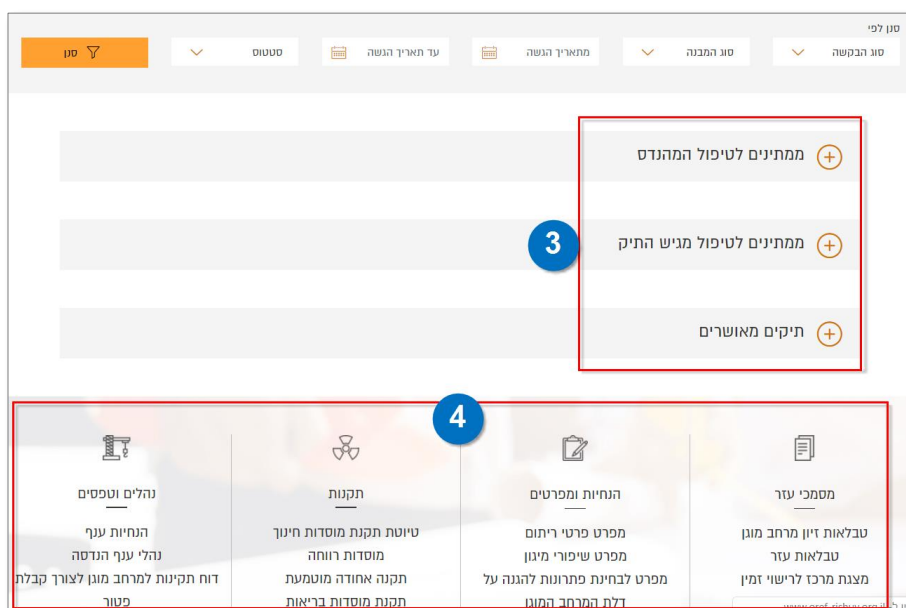 סנן לפי
סוג הבקשה
סוג המבנה
מתאריך הגשה
עד תאריך הגשה
סטטוס
סנן
ממתינים לטיפול המהנדס
3
ממתינים לטיפול מגיש התיק
תיקים מאושרים
4
מסמכי עזר
טבלאות זיון מרחב מוגן
טבלאות עזר
מצגת מרכז לרישוי זמין
הנחיות ומפרטים
מפרט פרטי ריתום
מפרט שיפורי מיגון
מפרט לבחינת פתרונות להגנה על
דלת המרחב המוגן
תקנות
טיוטת תקנת מוסדות חינוך
מוסדות רווחה
תקנה אחודה מוטמעת
תקנת מוסדות בריאות
נהלים וטפסים
הנחיות ענף
נהלי ענף הנדסה
דוח תקינות למרחב מוגן לצורך קבלת
פטור